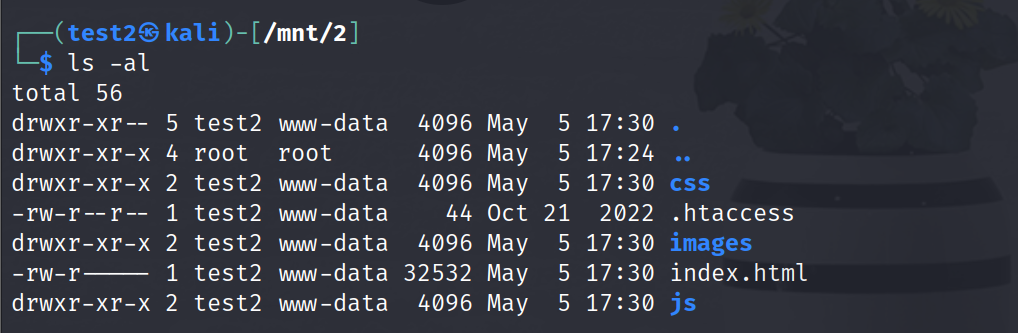 ┌──(test2㉿kali)-[/mnt/2]
└─$ ls -al
total 56
drwxr-xr-- 5 test2 www-data  4096 May  5 17:30 .
drwxr-xr-x 4 root  root      4096 May  5 17:24 ..
drwxr-xr-x 2 test2 www-data  4096 May  5 17:30 css
-rw-r--r-- 1 test2 www-data    44 Oct 21  2022 .htaccess
drwxr-xr-x 2 test2 www-data  4096 May  5 17:30 images
-rw-r----- 1 test2 www-data 32532 May  5 17:30 index.html
drwxr-xr-x 2 test2 www-data  4096 May  5 17:30 js